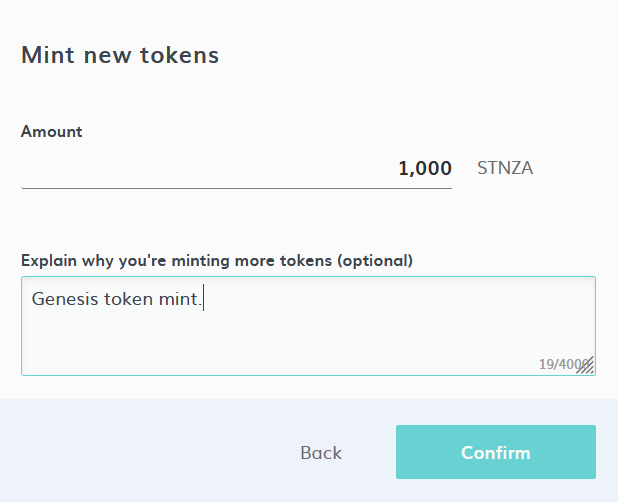 Mint new tokens
Amount
1,000 STNZA
Explain why you're minting more tokens (optional)
Genesis token mint.
19/4000
Back Confirm